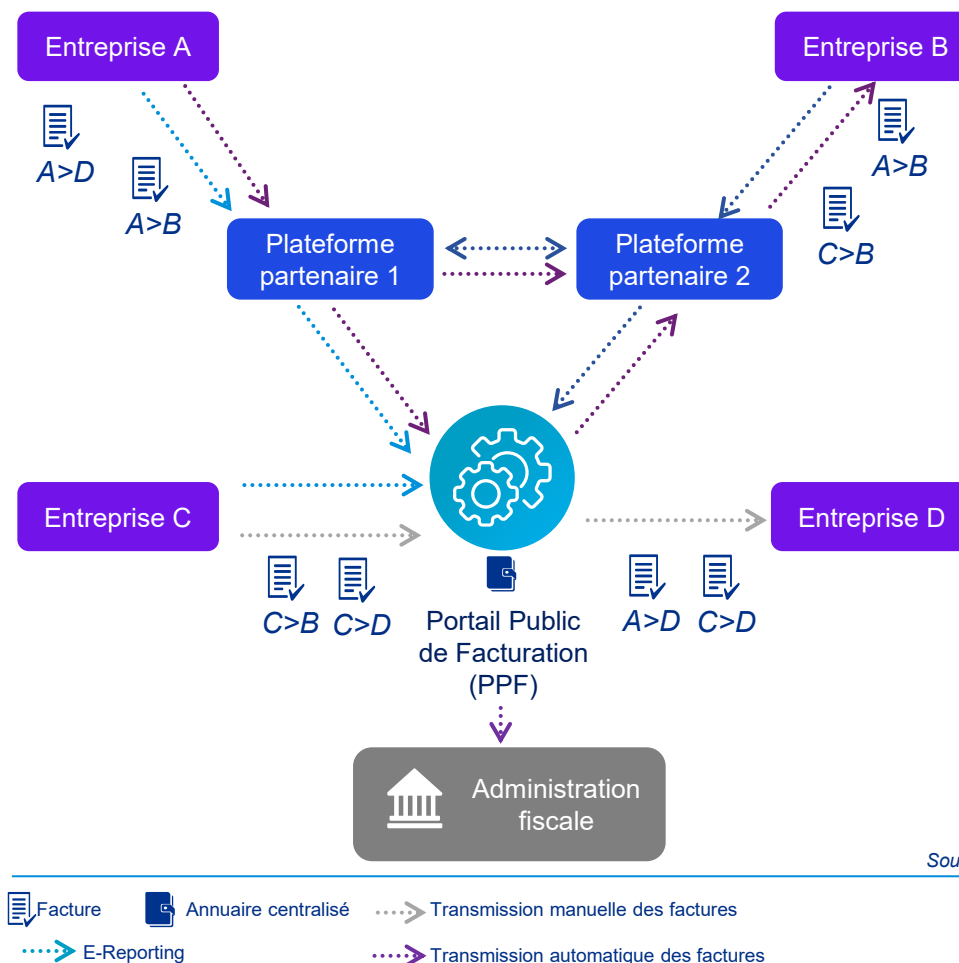 Entreprise A
Entreprise B
A>D
A>B
A>B
C>B
Plateforme
partenaire 1
Plateforme
partenaire 2
Entreprise C
Entreprise D
C>B
C>D
A>D
C>D
Portail Public
de Facturation
(PPF)
Administration
fiscale
Sou
Facture
Annuaire centralisé
Transmission manuelle des factures
E-Reporting
Transmission automatique des factures